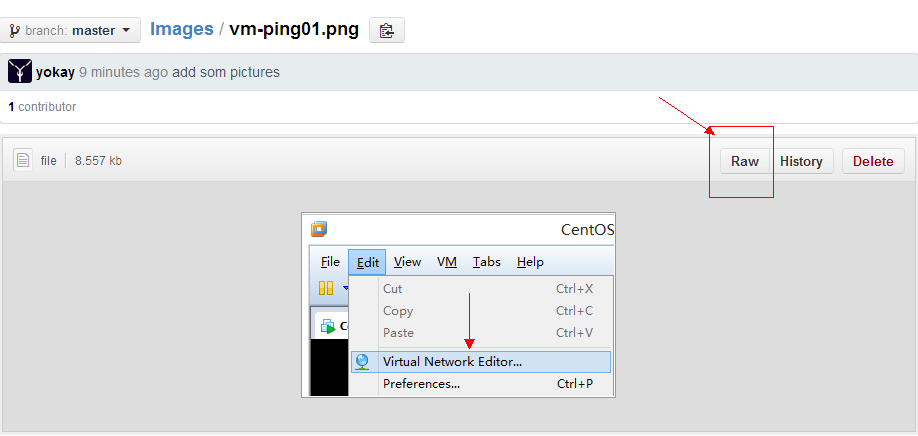 branch: master Images / vm-ping01.png
yokay 9 minutes ago add som pictures
1 contributor
file 8.557 kb Raw History Delete
CentOS
File Edit View VM Tabs Help
Cut Ctrl+X
Copy Ctrl+C
Paste Ctrl+V
Virtual Network Editor...
Preferences... Ctrl+P